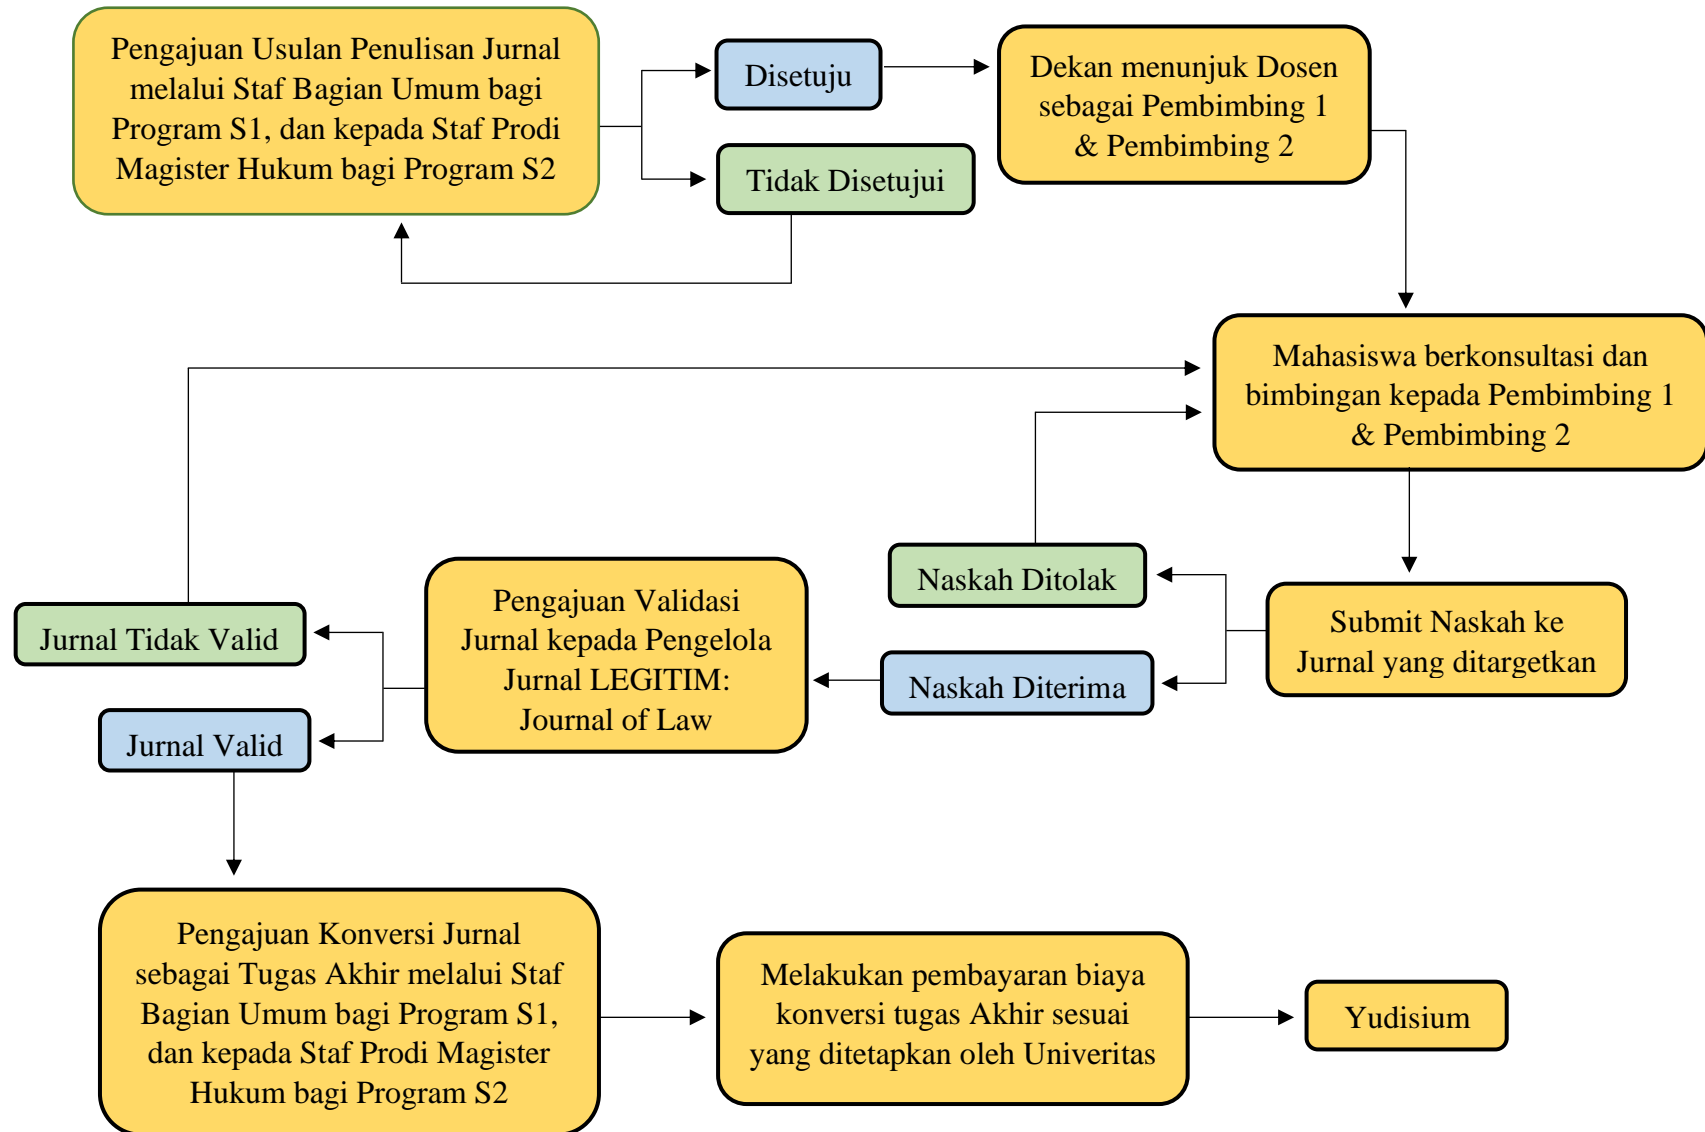 Pengajuan Usulan Penulisan Jurnal
melalui Staf Bagian Umum bagi
Program S1, dan kepada Staf Prodi
Magister Hukum bagi Program S2
Disetuju
Tidak Disetujui
Dekan menunjuk Dosen
sebagai Pembimbing 1
& Pembimbing 2
Mahasiswa berkonsultasi dan
bimbingan kepada Pembimbing 1
& Pembimbing 2
Submit Naskah ke
Jurnal yang ditargetkan
Naskah Ditolak
Naskah Diterima
Pengajuan Validasi
Jurnal kepada Pengelola
Jurnal LEGITIM:
Journal of Law
Jurnal Tidak Valid
Jurnal Valid
Pengajuan Konversi Jurnal
sebagai Tugas Akhir melalui Staf
Bagian Umum bagi Program S1,
dan kepada Staf Prodi Magister
Hukum bagi Program S2
Melakukan pembayaran biaya
konversi tugas Akhir sesuai
yang ditetapkan oleh Univeritas
Yudisium